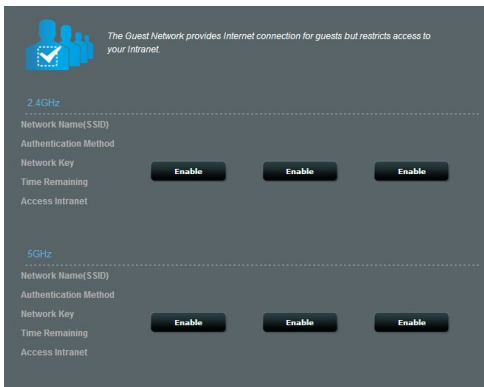 The Guest Network provides Internet connection for guests but restricts access to
your Intranet.
2.4GHz
Network Name(SSID)
Authentication Method
Network Key
Enable Enable Enable
Time Remaining
Access Intranet
5GHz
Network Name(SSID)
Authentication Method
Network Key
Enable Enable Enable
Time Remaining
Access Intranet